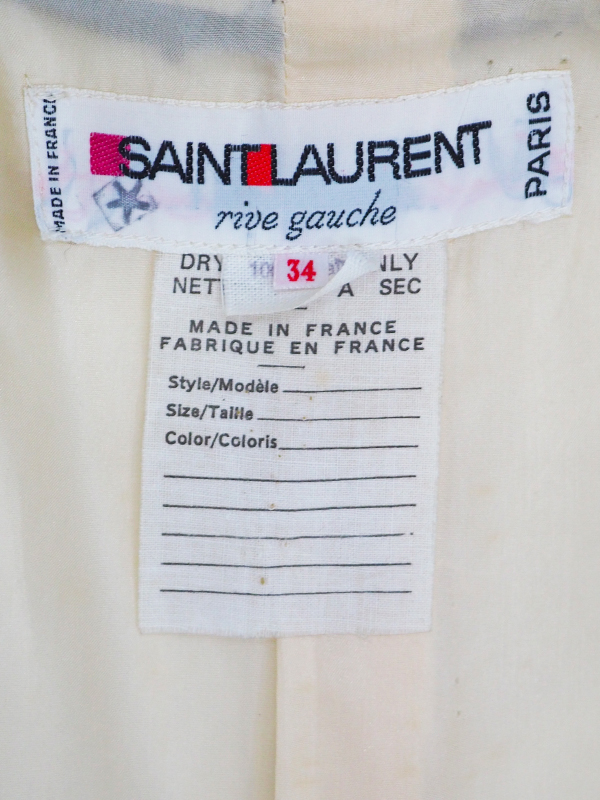 MADE IN FRANCE
SAINT LAURENT
rive gauche
PARIS
34
DRY
NET A SEC
MADE IN FRANCE
FABRIQUE EN FRANCE
Style/Modèle
Size/Taille
Color/Coloris